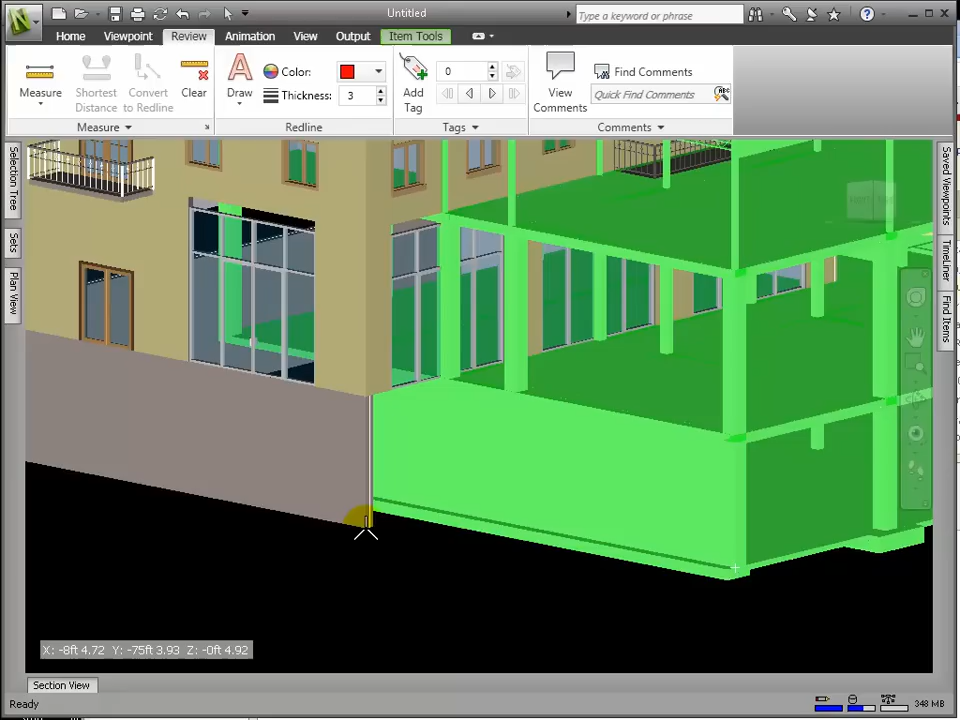 Untitled
Type a keyword or phrase
Home Viewpoint Review Animation View Output Item Tools
Measure
Shortest Distance
Convert to Redline
Clear
Measure
Draw
Color:
Thickness: 3
Redline
Add Tag
0
Tags
View Comments
Find Comments
Quick Find Comments
Comments
Selection Tree
Sets
Plan View
Saved Viewpoints
TimeLiner
Find Items
X: -8ft 4.72 Y: -75ft 3.93 Z: -0ft 4.92
Section View
Ready
348 MB